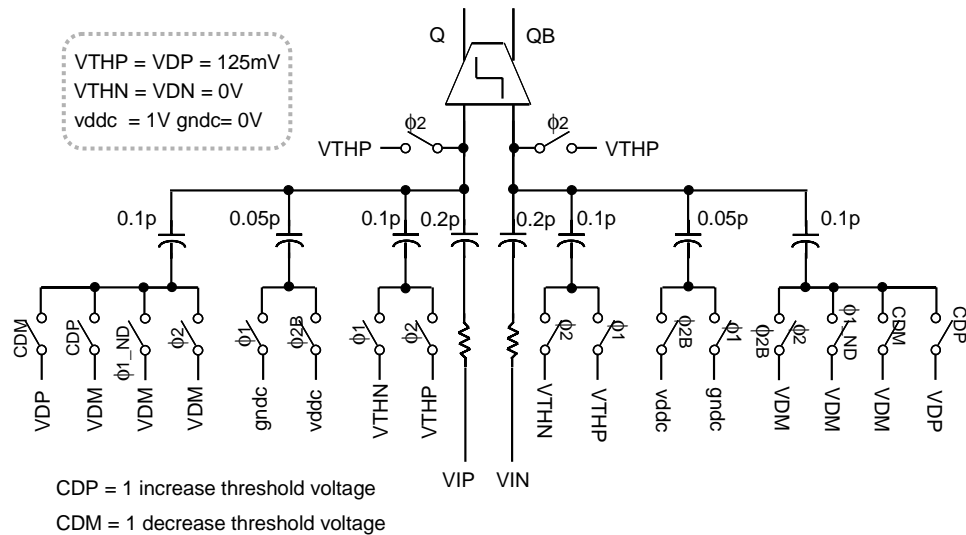 Q QB
VTHP = VDP = 125mV
VTHN = VDN = 0V
vddc = 1V gndc= 0V
ϕ2 ϕ2
VTHP VTHP
0.1p 0.05p 0.1p 0.2p 0.2p 0.1p 0.05p 0.1p
CDM CDP ϕ1_ND ϕ2 ϕ1 ϕ2B ϕ1 ϕ2 ϕ2 ϕ1 ϕ2B ϕ1 ϕ2B ϕ2 ϕ1_ND CDM CDP
VDP VDM VDM VDM gndc vddc VTHN VTHP VTHN VTHP vddc gndc VDM VDM VDM VDP
VIP VIN
CDP = 1 increase threshold voltage
CDM = 1 decrease threshold voltage